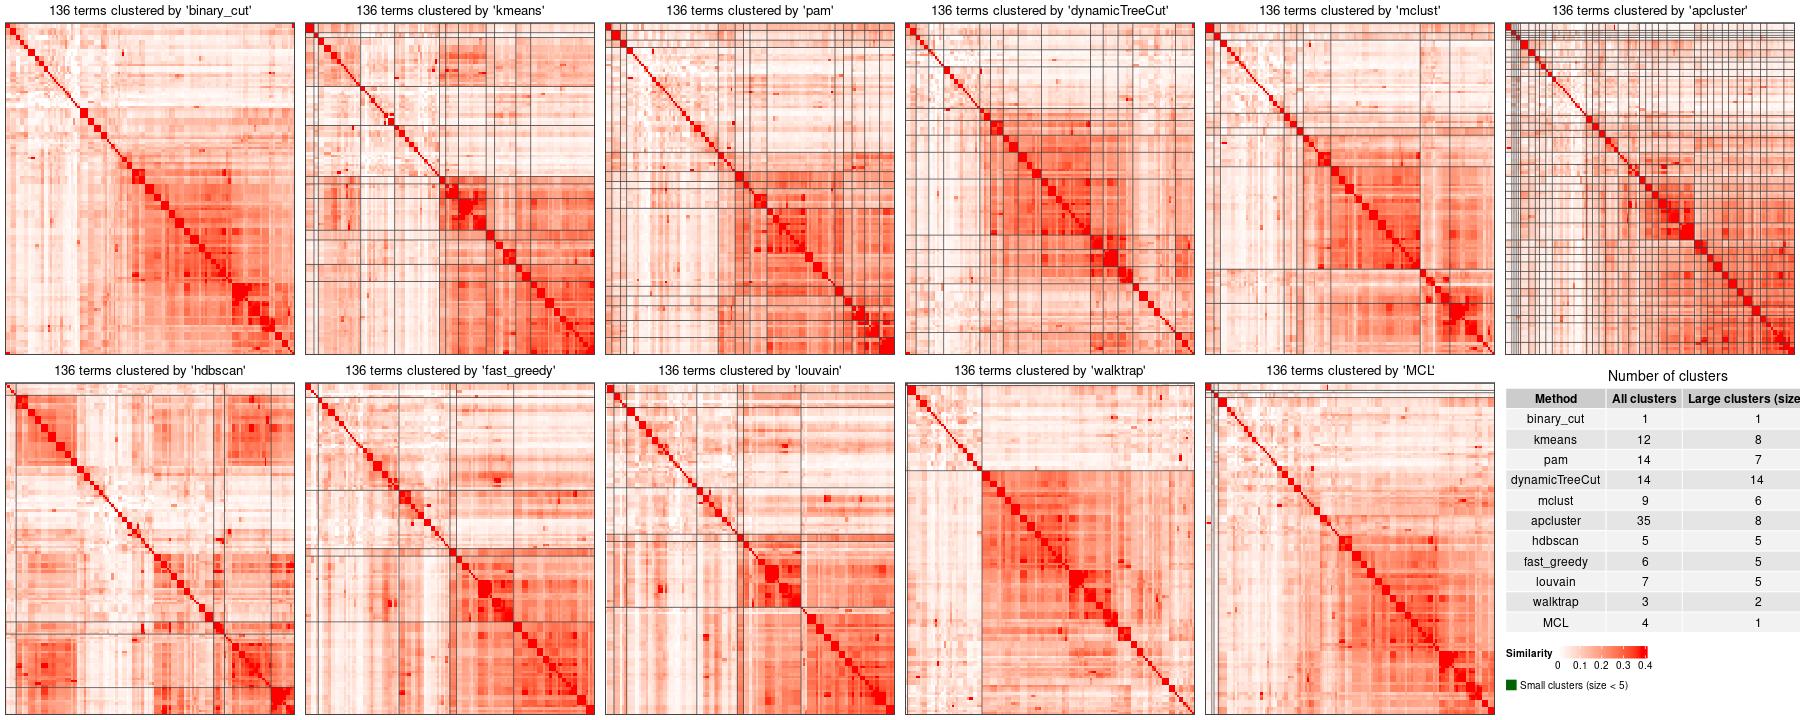 136 terms clustered by 'binary_cut'
136 terms clustered by 'kmeans'
136 terms clustered by 'pam'
136 terms clustered by 'dynamicTreeCut'
136 terms clustered by 'mclust'
136 terms clustered by 'apcluster'
136 terms clustered by 'hdbscan'
136 terms clustered by 'fast_greedy'
136 terms clustered by 'louvain'
136 terms clustered by 'walktrap'
136 terms clustered by 'MCL'
Number of clusters
Method All clusters Large clusters (size
binary_cut 1 1
kmeans 12 8
pam 14 7
dynamicTreeCut 14 14
mclust 9 6
apcluster 35 8
hdbscan 5 5
fast_greedy 6 5
louvain 7 5
walktrap 3 2
MCL 4 1
Similarity
0 0.1 0.2 0.3 0.4
Small clusters (size < 5)